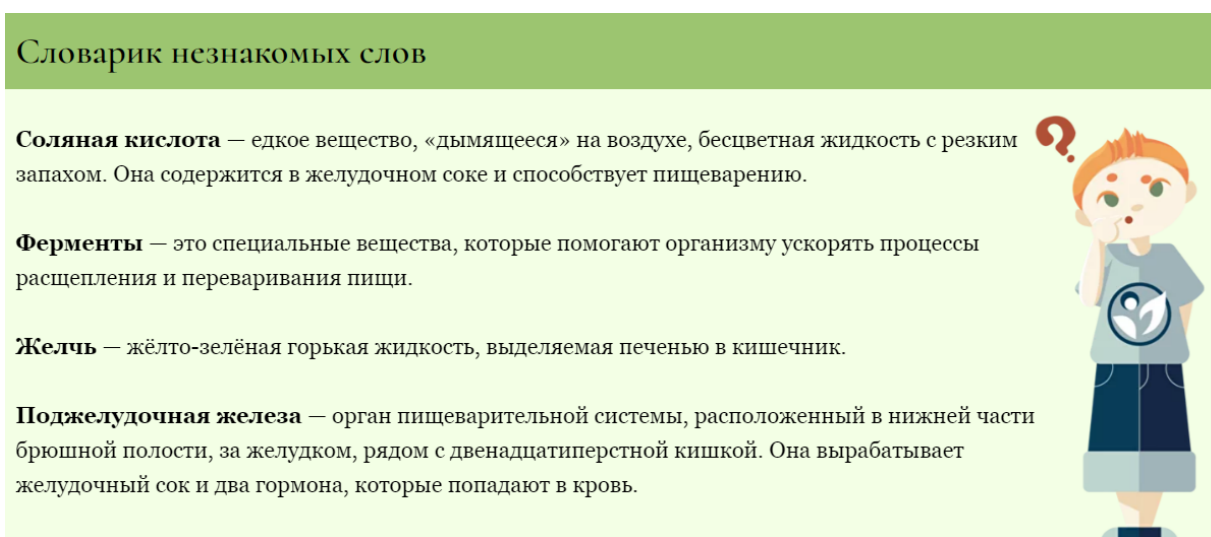 Словарик незнакомых слов
Соляная кислота — едкое вещество, «дымящееся» на воздухе, бесцветная жидкость с резким
запахом. Она содержится в желудочном соке и способствует пищеварению.
Ферменты — это специальные вещества, которые помогают организму ускорять процессы
расщепления и переваривания пищи.
Желчь — жёлто-зелёная горькая жидкость, выделяемая печенью в кишечник.
Поджелудочная железа — орган пищеварительной системы, расположенный в нижней части
брюшной полости, за желудком, рядом с двенадцатиперстной кишкой. Она вырабатывает
желудочный сок и два гормона, которые попадают в кровь.
?